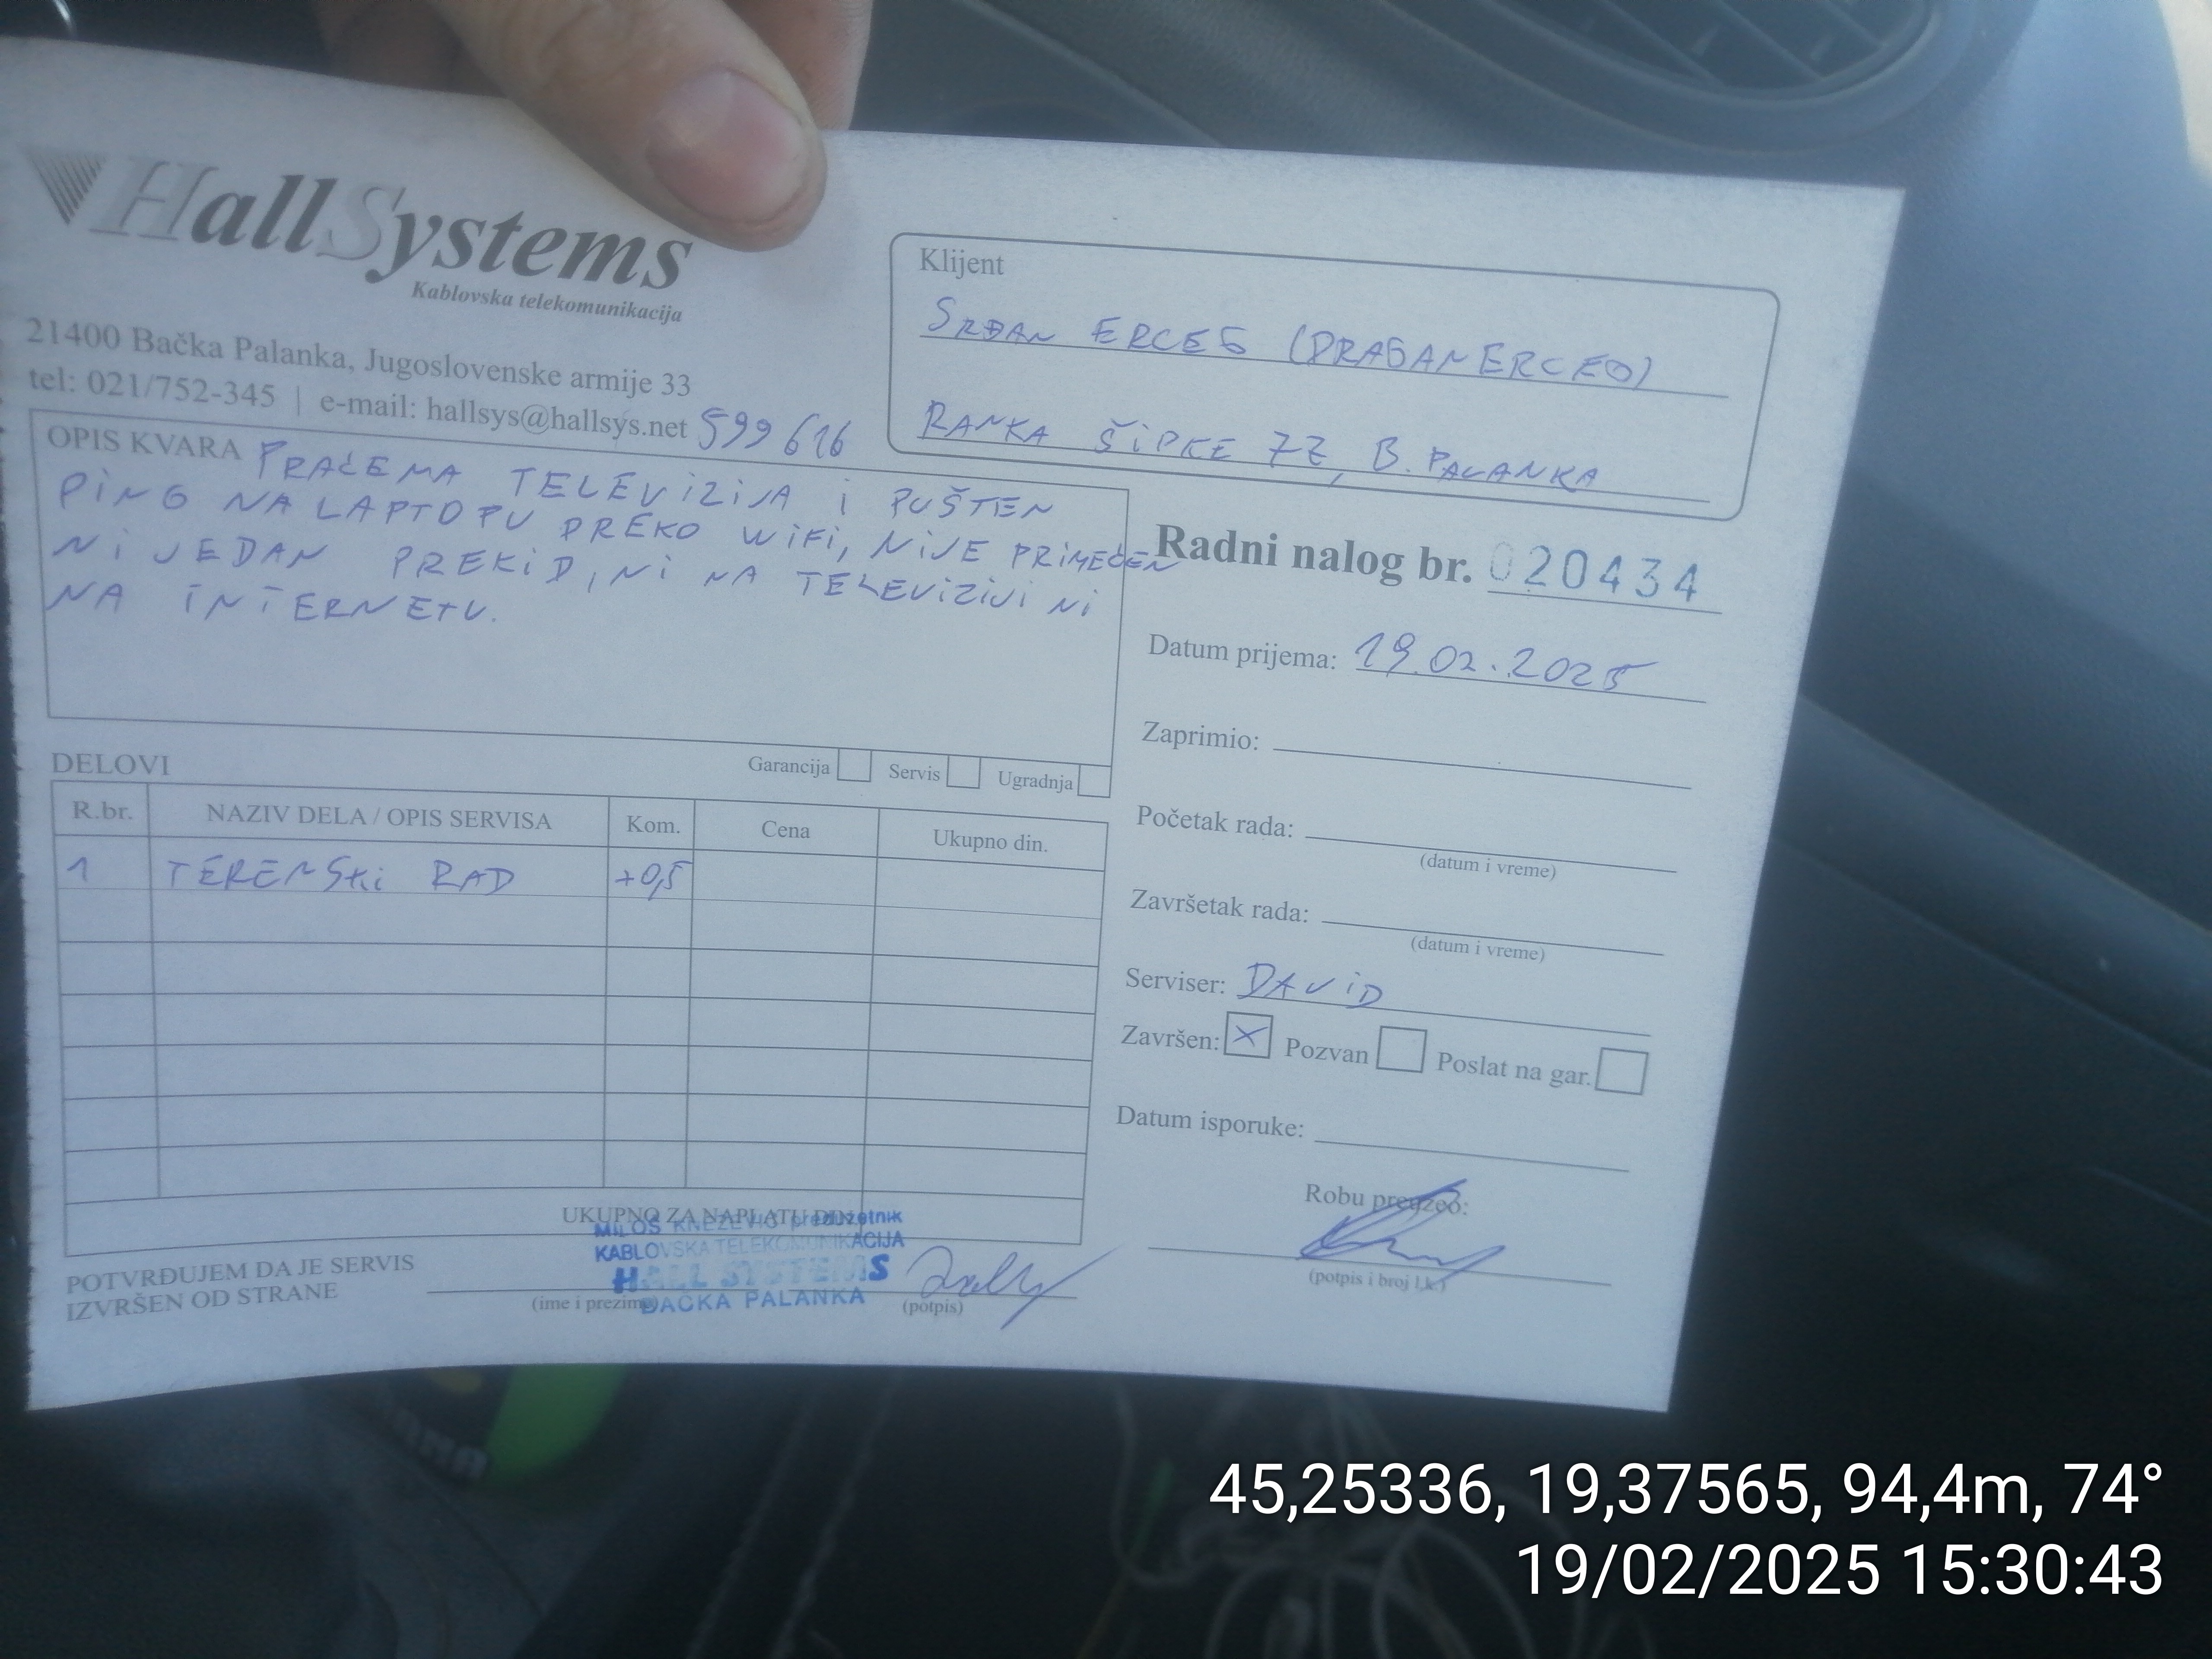 HallSystems
Kablovska telekomunikacija
21400 Bačka Palanka, Jugoslovenske armije 33
tel: 021/752-345 | e-mail: hallsys@hallsys.net
599 616
Klijent
SRĐAN ERCEG (DRAGAN ERCEG)
RANKA ŠIPKE 77, B. PALANKA
OPIS KVARA PRAĆEMA TELEVIZIJA I PUŠTEN
PING NA LAPTOPU PREKO WIFI, NIJE PRIMEĆEN
NI JEDAN PREKID, NI NA TELEVIZIJI NI
NA INTERNETU.
Garancija Servis Ugradnja
Radni nalog br. 020434
Datum prijema: 19.02.2025
Zaprimio:
Početak rada:
(datum i vreme)
Završetak rada:
(datum i vreme)
Serviser: DAVID
Završen: X Pozvan Poslat na gar.
Datum isporuke:
Robu preuzeo:
(potpis i broj l.k.)
DELOVI
R.br. NAZIV DELA / OPIS SERVISA Kom. Cena Ukupno din.
1 TERENSKI RAD +0,5
UKUPNO ZA NAPLATU DIN.
MILOŠ KNEŽEVIĆ preduzetnik
KABLOVSKA TELEKOMUNIKACIJA
HALL SYSTEMS
BAČKA PALANKA
POTVRĐUJEM DA JE SERVIS
IZVRŠEN OD STRANE
(ime i prezime) (potpis)
45,25336, 19,37565, 94,4m, 74°
19/02/2025 15:30:43